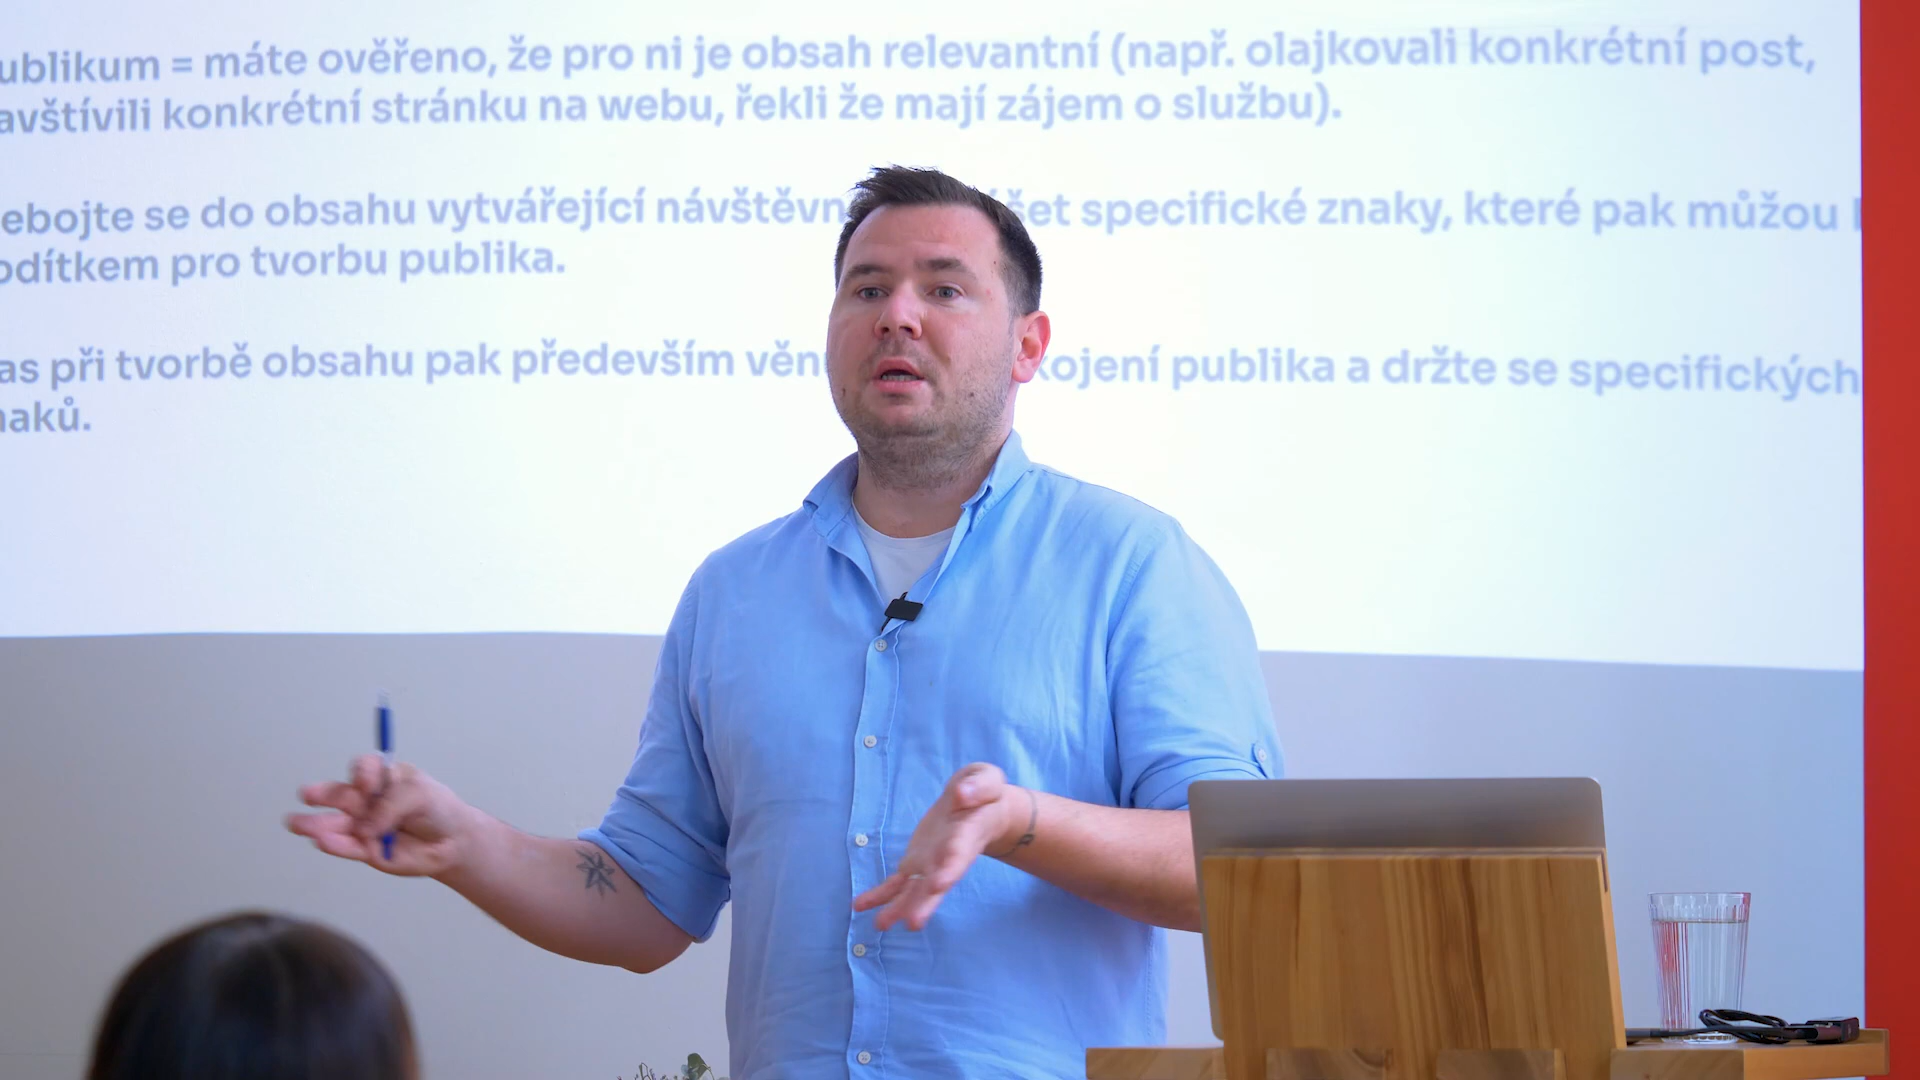 ublikum = máte ověřeno, že pro ni je obsah relevantní (např. olajkovali konkrétní post,
avštívili konkrétní stránku na webu, řekli že mají zájem o službu).
ebojte se do obsahu vytvářející návštěvn šet specifické znaky, které pak můžou
odítkem pro tvorbu publika.
as při tvorbě obsahu pak především věn kojení publika a držte se specifických
naků.